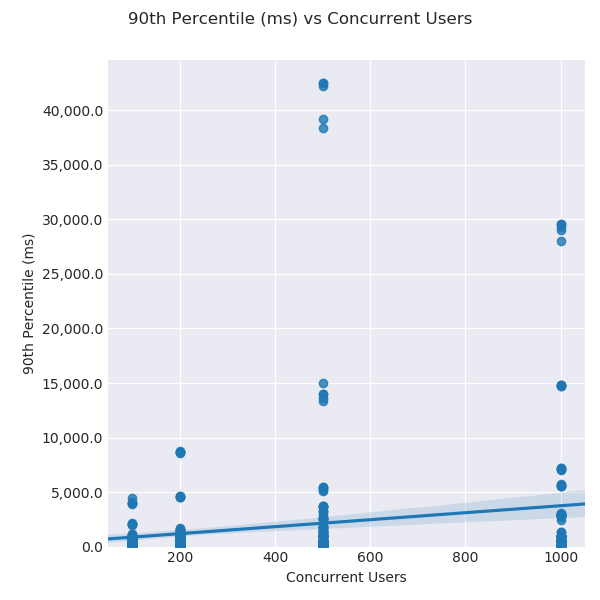 90th Percentile (ms) vs Concurrent Users
40,000.0
35,000.0
30,000.0
25,000.0
20,000.0
15,000.0
10,000.0
5,000.0
0.0
90th Percentile (ms)
200 400 600 800 1000
Concurrent Users